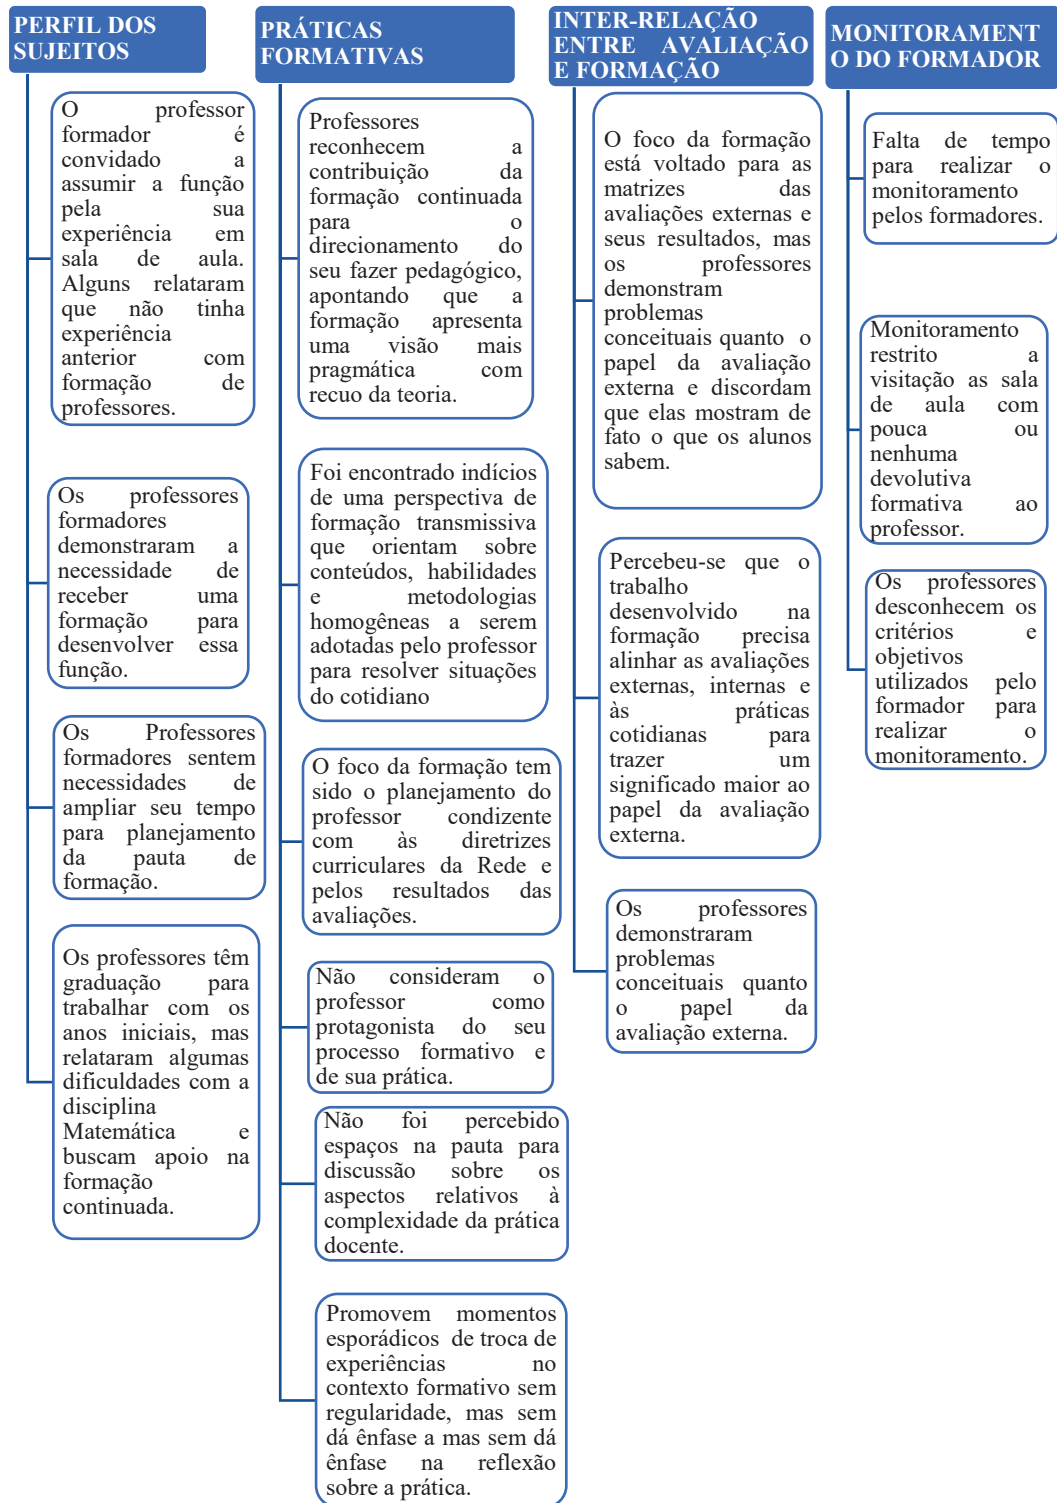 PERFIL DOS
SUJEITOS
O professor
formador é
convidado a
assumir a função
pela sua
experiência em
sala de aula.
Alguns relataram
que não tinha
experiência
anterior com
formação de
professores.
Os professores
formadores
demonstraram a
necessidade de
receber uma
formação para
desenvolver essa
função.
Os Professores
formadores sentem
necessidades de
ampliar seu tempo
para planejamento
da pauta de
formação.
Os professores têm
graduação para
trabalhar com os
anos iniciais, mas
relataram algumas
dificuldades com a
disciplina
Matemática e
buscam apoio na
formação
continuada.
PRÁTICAS
FORMATIVAS
Professores
reconhecem a
contribuição da
formação continuada
para o
direcionamento do
seu fazer pedagógico,
apontando que a
formação apresenta
uma visão mais
pragmática com
recuo da teoria.
Foi encontrado indícios
de uma perspectiva de
formação transmissiva
que orientam sobre
conteúdos, habilidades
e metodologias
homogêneas a serem
adotadas pelo professor
para resolver situações
do cotidiano
O foco da formação tem
sido o planejamento do
professor condizente
com às diretrizes
curriculares da Rede e
pelos resultados das
avaliações.
Não consideram o
professor como
protagonista do seu
processo formativo e
de sua prática.
Não foi percebido
espaços na pauta para
discussão sobre os
aspectos relativos à
complexidade da prática
docente.
Promovem momentos
esporádicos de troca de
experiências no
contexto formativo sem
regularidade, mas sem
dá ênfase a mas sem dá
ênfase na reflexão
sobre a prática.
INTER-RELAÇÃO
ENTRE AVALIAÇÃO
E FORMAÇÃO
O foco da formação
está voltado para as
matrizes das
avaliações externas e
seus resultados, mas
os professores
demonstram
problemas
conceituais quanto o
papel da avaliação
externa e discordam
que elas mostram de
fato o que os alunos
sabem.
Percebeu-se que o
trabalho
desenvolvido na
formação precisa
alinhar as avaliações
externas, internas e
às práticas
cotidianas para
trazer um
significado maior ao
papel da avaliação
externa.
Os professores
demonstraram
problemas
conceituais quanto
o papel da
avaliação externa.
MONITORAMENT
O DO FORMADOR
Falta de tempo
para realizar o
monitoramento
pelos formadores.
Monitoramento
restrito a
visitação as sala
de aula com
pouca ou
nenhuma
devolutiva
formativa ao
professor.
Os professores
desconhecem os
critérios e
objetivos
utilizados pelo
formador para
realizar o
monitoramento.